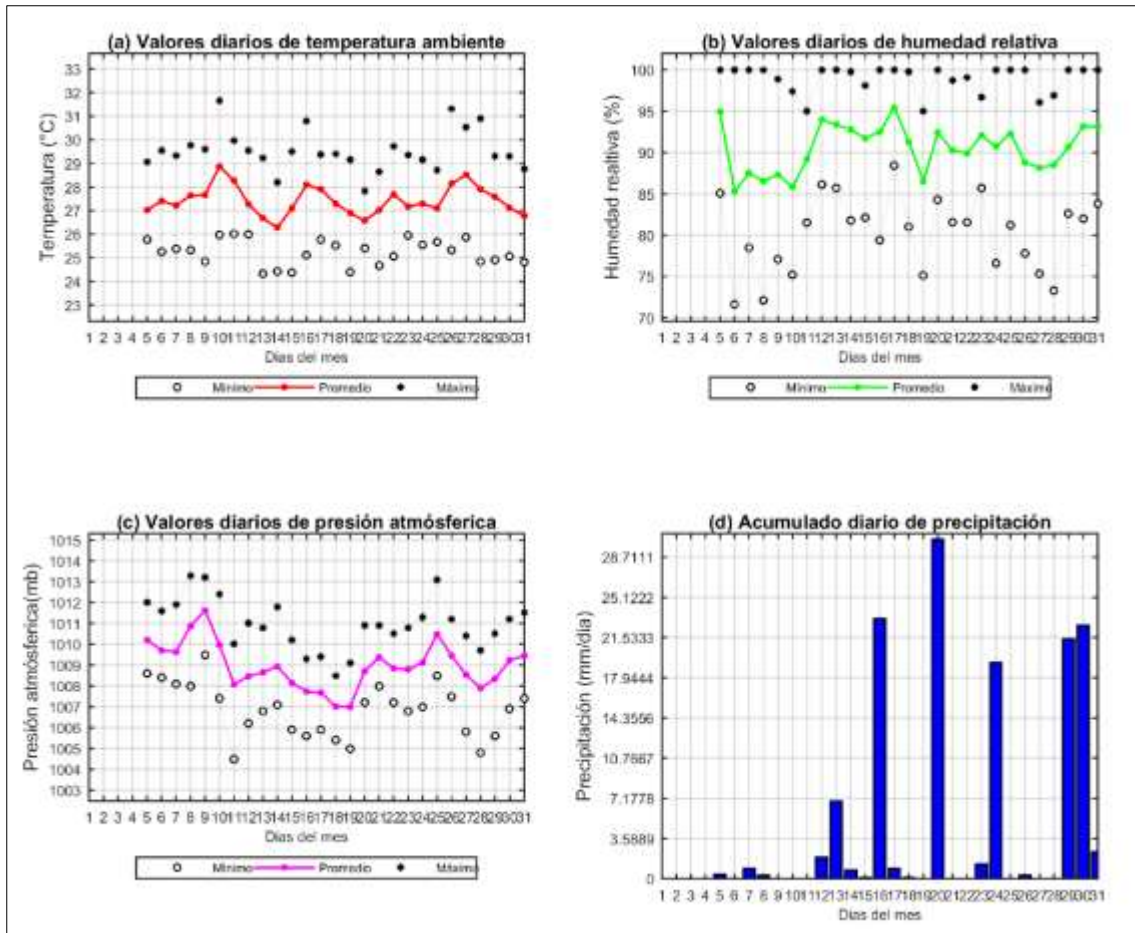 (a) Valores diarios de temperatura ambiente
33
32
31
30
29
28
27
26
25
24
23
Temperatura (°C)
1 2 3 4 5 6 7 8 9 10 11 12 13 14 15 16 17 18 19 20 21 22 23 24 25 26 27 28 29 30 31
Dias del mes
Mínimo Promedio Máximo
(b) Valores diarios de humedad relativa
100
95
90
85
80
75
70
Humedad realtiva (%)
1 2 3 4 5 6 7 8 9 10 11 12 13 14 15 16 17 18 19 20 21 22 23 24 25 26 27 28 29 30 31
Dias del mes
Mínimo Promedio Máximo
(c) Valores diarios de presión atmósferica
1015
1014
1013
1012
1011
1010
1009
1008
1007
1006
1005
1004
1003
Presión atmósferica(mb)
1 2 3 4 5 6 7 8 9 10 11 12 13 14 15 16 17 18 19 20 21 22 23 24 25 26 27 28 29 30 31
Dias del mes
Mínimo Promedio Máximo
(d) Acumulado diario de precipitación
28.7111
25.1222
21.5333
17.9444
14.3556
10.7667
7.1778
3.5889
0
Precipitación (mm/día)
1 2 3 4 5 6 7 8 9 10 11 12 13 14 15 16 17 18 19 20 21 22 23 24 25 26 27 28 29 30 31
Dias del mes